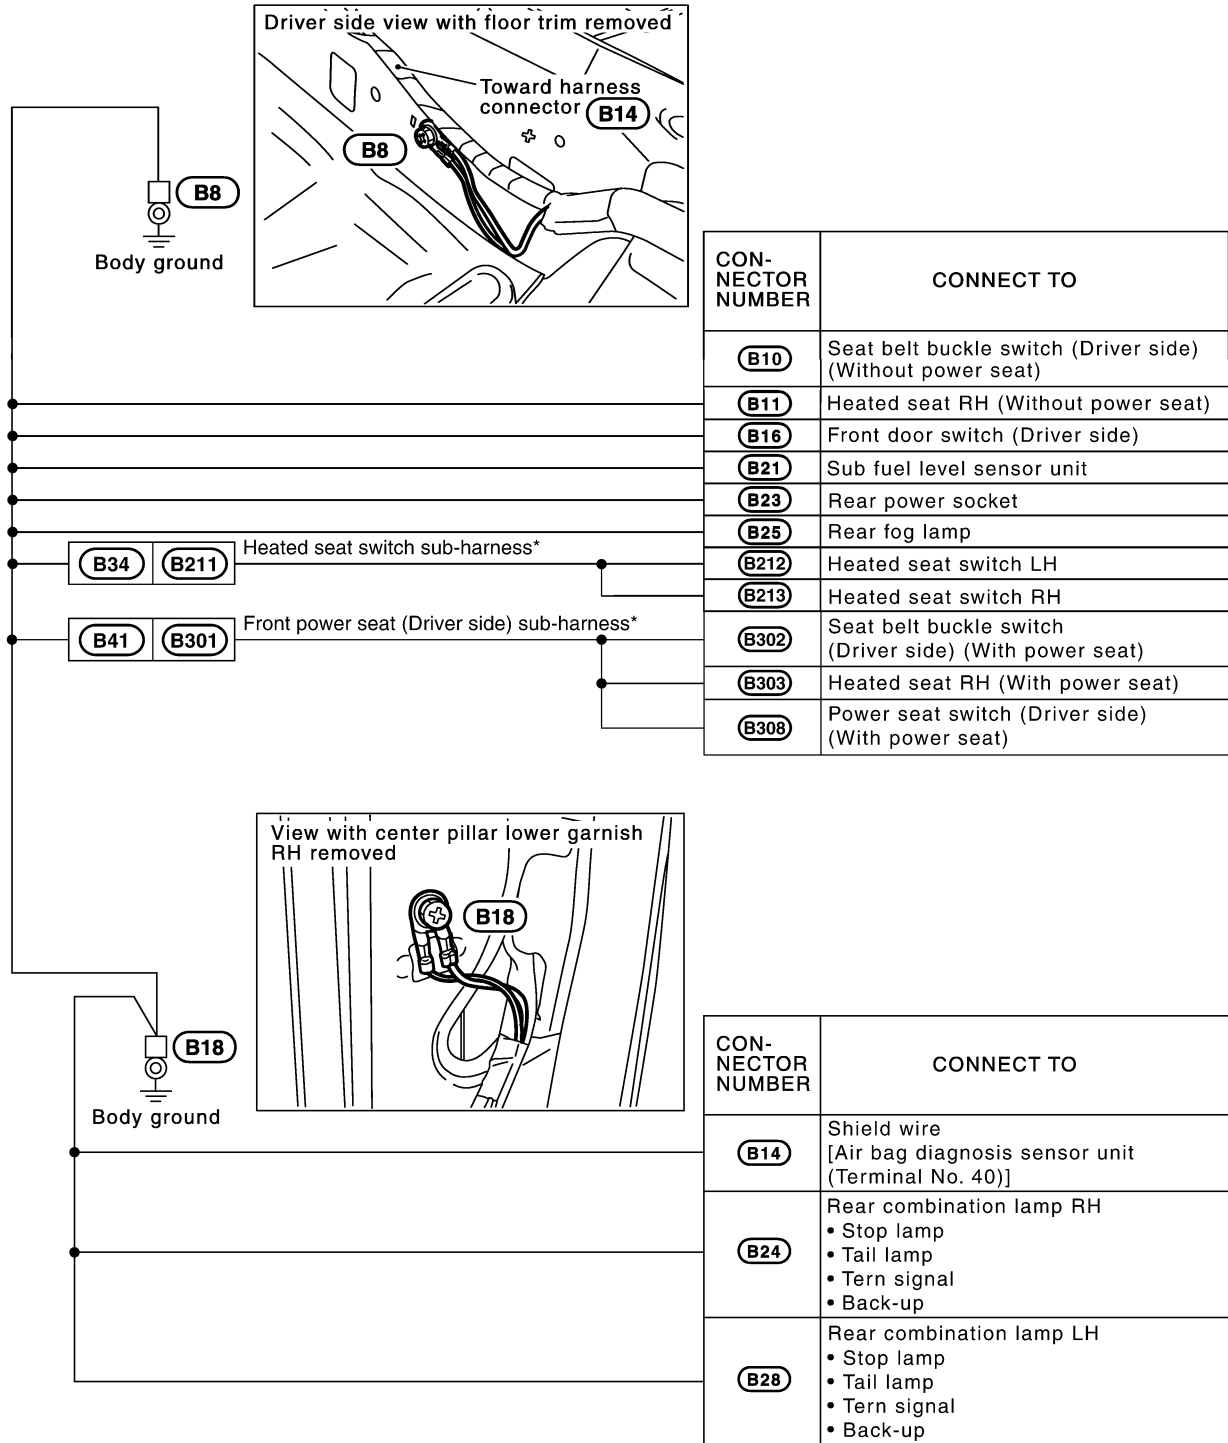 Driver side view with floor trim removed
Toward harness
connector B14
B8
B8
Body ground
CON-
NECTOR
NUMBER
CONNECT TO
B10
Seat belt buckle switch (Driver side)
(Without power seat)
B11
Heated seat RH (Without power seat)
B16
Front door switch (Driver side)
B21
Sub fuel level sensor unit
B23
Rear power socket
B25
Rear fog lamp
B34
B211
Heated seat switch sub-harness*
B212
Heated seat switch LH
B213
Heated seat switch RH
B41
B301
Front power seat (Driver side) sub-harness*
B302
Seat belt buckle switch
(Driver side) (With power seat)
B303
Heated seat RH (With power seat)
B308
Power seat switch (Driver side)
(With power seat)
View with center pillar lower garnish
RH removed
B18
B18
Body ground
CON-
NECTOR
NUMBER
CONNECT TO
B14
Shield wire
[Air bag diagnosis sensor unit
(Terminal No. 40)]
B24
Rear combination lamp RH
• Stop lamp
• Tail lamp
• Tern signal
• Back-up
B28
Rear combination lamp LH
• Stop lamp
• Tail lamp
• Tern signal
• Back-up